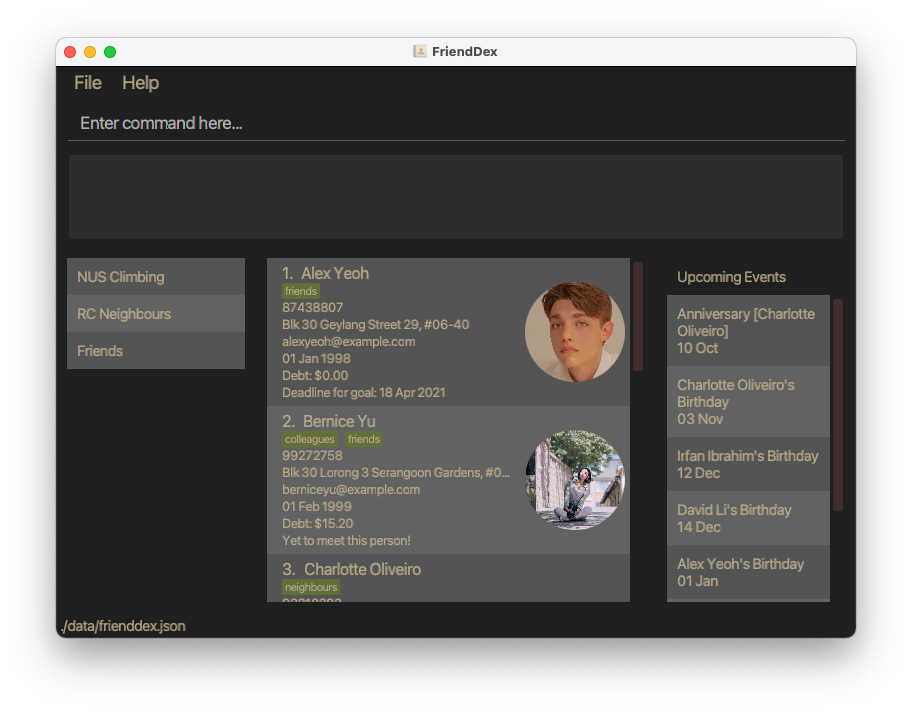 FriendDex
File Help
Enter command here...
NUS Climbing
RC Neighbours
Friends
1. Alex Yeoh
friends
87438807
Blk 30 Geylang Street 29, #06-40
alexyeoh@example.com
01 Jan 1998
Debt: $0.00
Deadline for goal: 18 Apr 2021
2. Bernice Yu
colleagues friends
99272758
Blk 30 Lorong 3 Serangoon Gardens, #0...
berniceyu@example.com
01 Feb 1999
Debt: $15.20
Yet to meet this person!
3. Charlotte Oliveiro
neighbours
Upcoming Events
Anniversary [Charlotte
Oliveiro]
10 Oct
Charlotte Oliveiro's
Birthday
03 Nov
Irfan Ibrahim's Birthday
12 Dec
David Li's Birthday
14 Dec
Alex Yeoh's Birthday
01 Jan
./data/frienddex.json